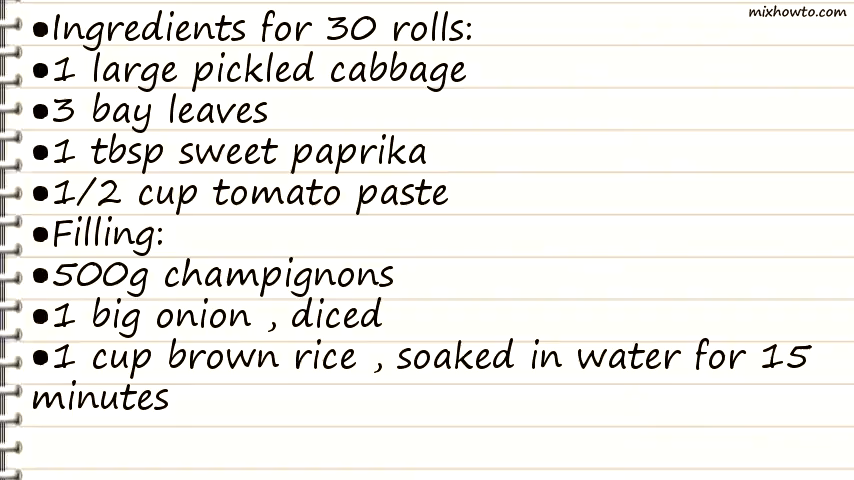 mixhowto.com
•Ingredients for 30 rolls:
•1 large pickled cabbage
•3 bay leaves
•1 tbsp sweet paprika
•1/2 cup tomato paste
•Filling:
•500g champignons
•1 big onion , diced
•1 cup brown rice , soaked in water for 15
minutes